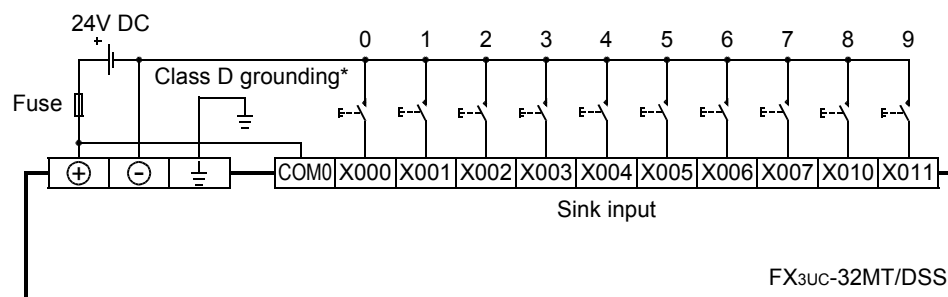 24V DC
+
0 1 2 3 4 5 6 7 8 9
Class D grounding*
Fuse
+ -
COM0 X000 X001 X002 X003 X004 X005 X006 X007 X010 X011
Sink input
FX3UC-32MT/DSS